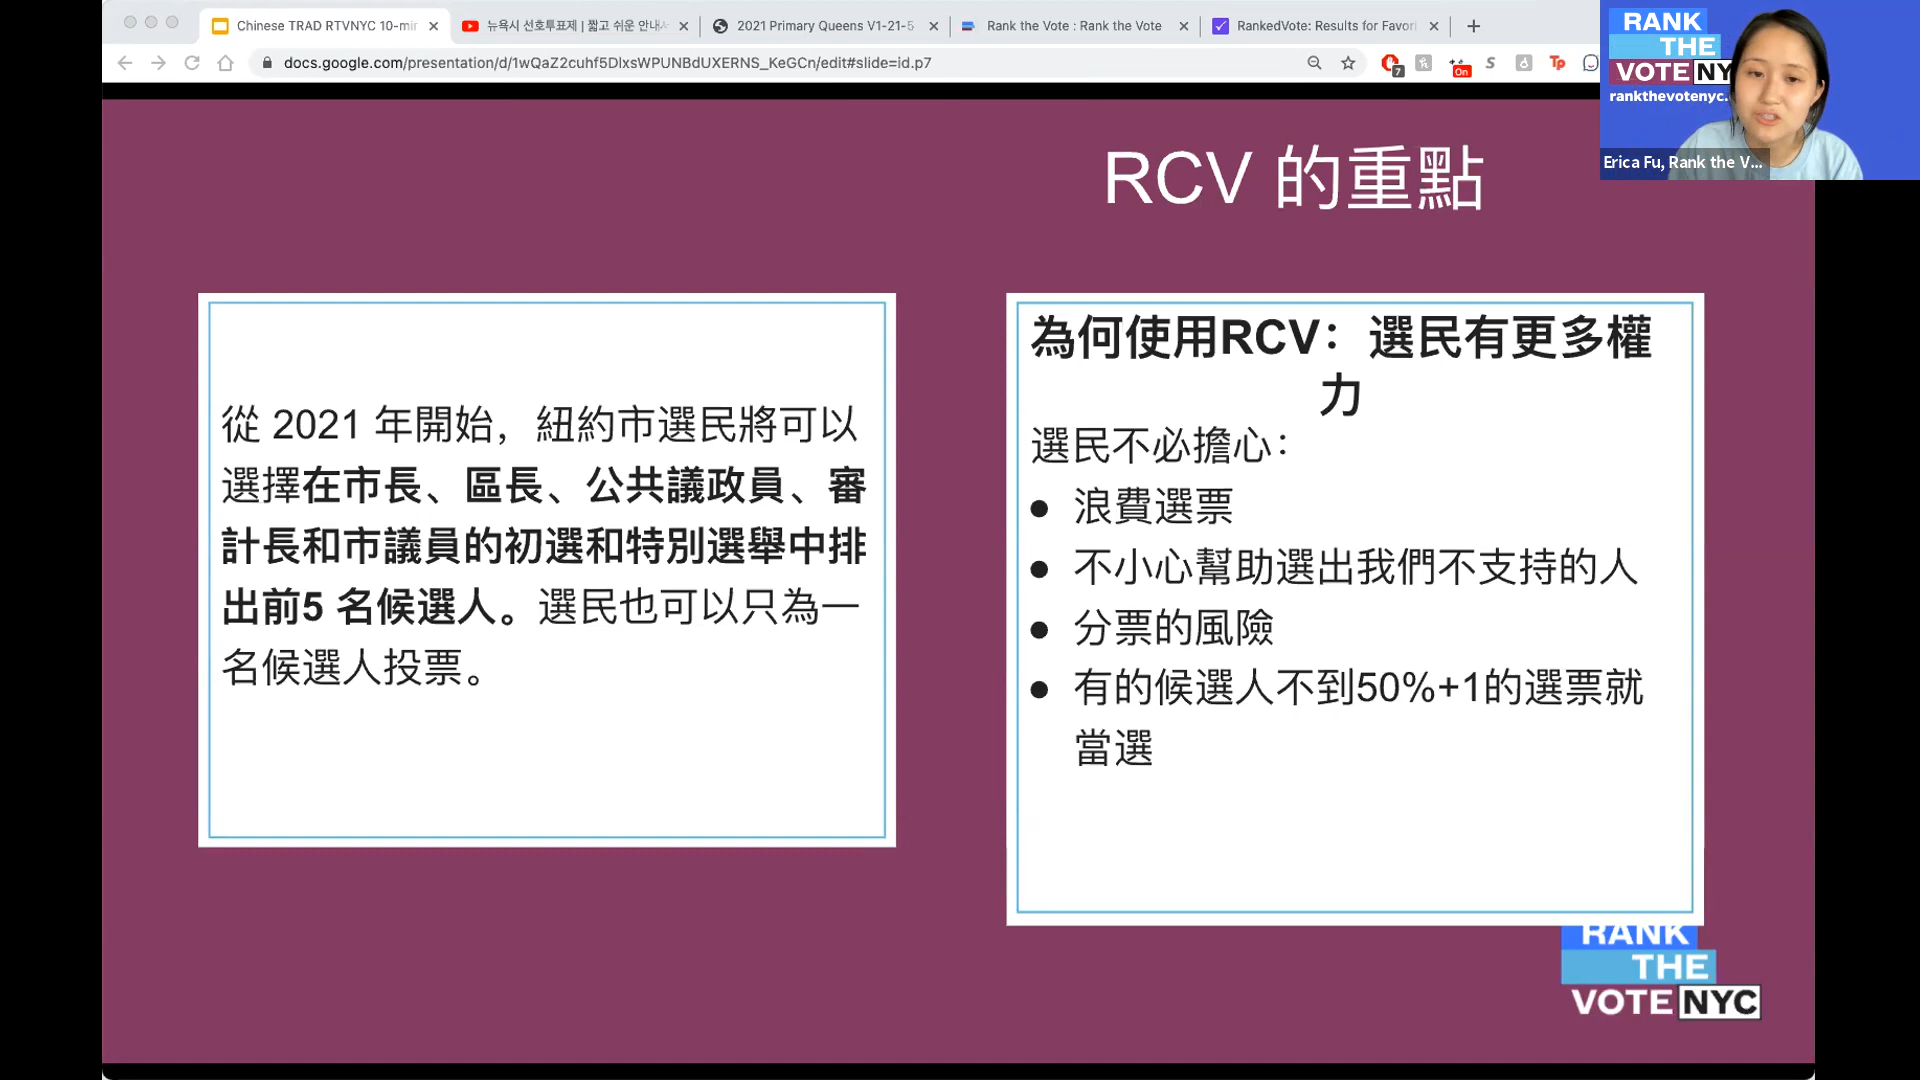 Chinese TRAD RTVNYC 10-min
뉴욕시 선호투표제 | 짧고 쉬운 안내서
2021 Primary Queens V1-21-5
Rank the Vote : Rank the Vote
RankedVote: Results for Favori
docs.google.com/presentation/d/1wQaZ2cuhf5DlxsWPUNBdUXERNS_KeGCn/edit#slide=id.p7
7
On
S
Tp
RANK
THE
VOTE NY
rankthevotenyc.
Erica Fu, Rank the V...
RCV 的重點
從 2021 年開始，紐約市選民將可以
選擇在市長、區長、公共議政員、審
計長和市議員的初選和特別選舉中排
出前5 名候選人。選民也可以只為一
名候選人投票。
為何使用RCV：選民有更多權
力
選民不必擔心：
● 浪費選票
● 不小心幫助選出我們不支持的人
● 分票的風險
● 有的候選人不到50%+1的選票就
當選
RANK
THE
VOTE NYC